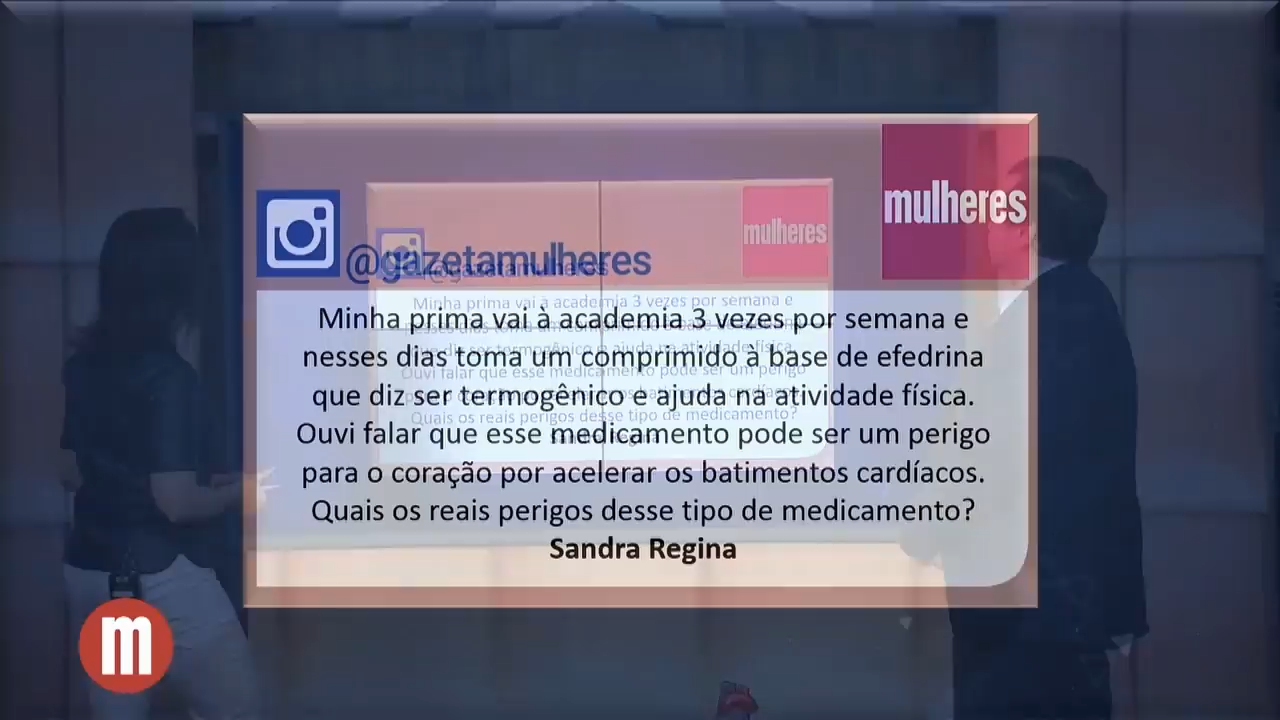 mulheres
mulheres
@gazetamulheres
@gazetamulheres
Minha prima vai à academia 3 vezes por semana e
nesses dias toma um comprimido à base de efedrina
que diz ser termogênico e ajuda na atividade física.
Ouvi falar que esse medicamento pode ser um perigo
para o coração por acelerar os batimentos cardíacos.
Quais os reais perigos desse tipo de medicamento?
Sandra Regina
m